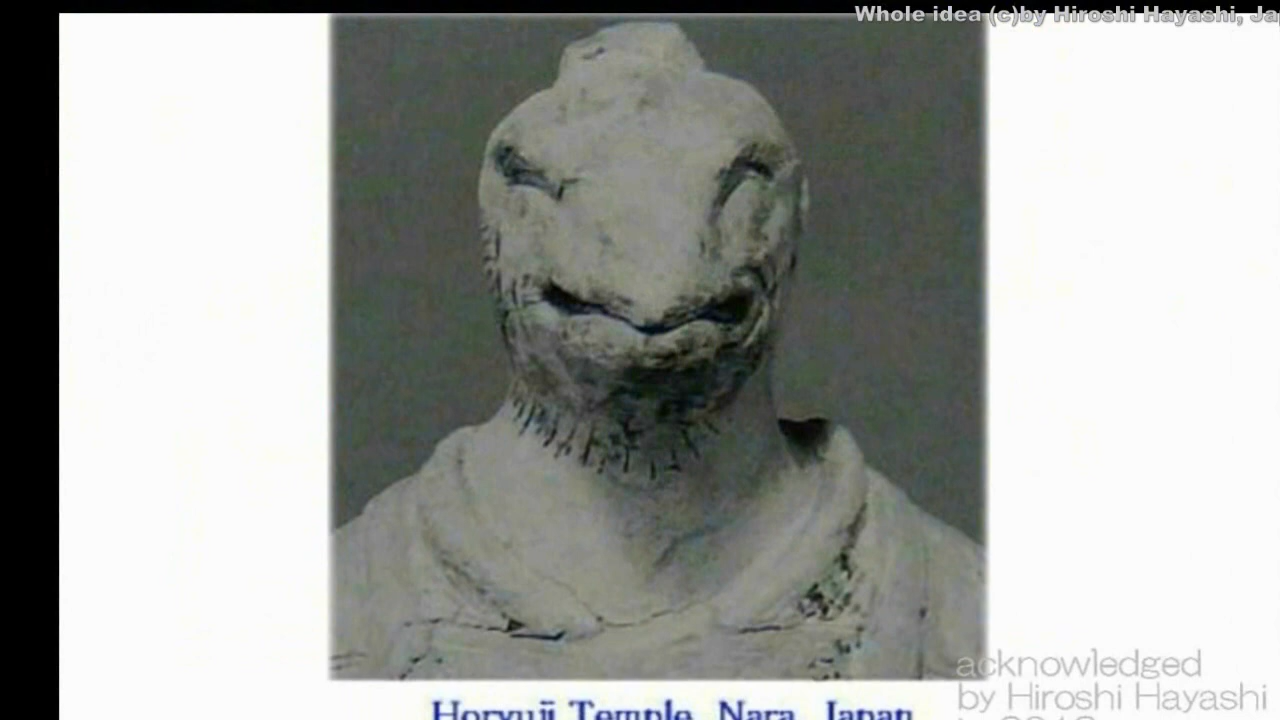 Whole idea (c)by Hiroshi Hayashi, Ja
Horyuji Temple, Nara, Japan
acknowledged
by Hiroshi Hayashi